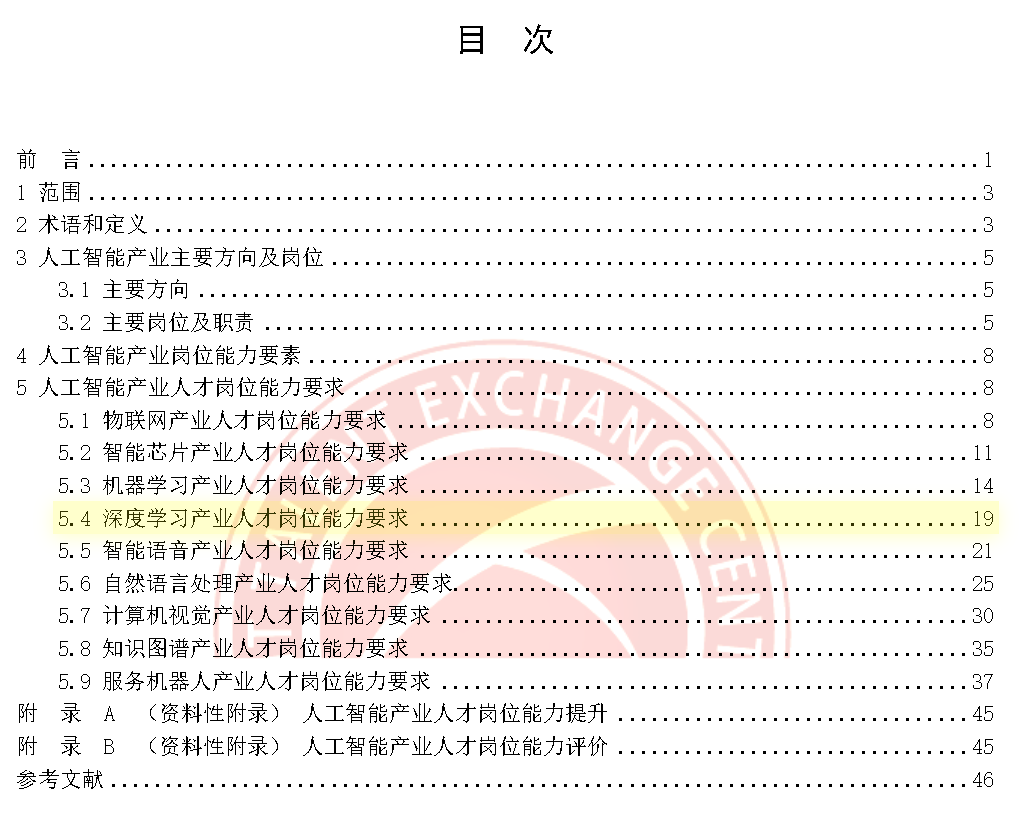 目 次
前 言 ........ 1
1 范围 ........ 3
2 术语和定义 ........ 3
3 人工智能产业主要方向及岗位 ........ 5
3.1 主要方向 ........ 5
3.2 主要岗位及职责 ........ 5
4 人工智能产业岗位能力要素 ........ 8
5 人工智能产业人才岗位能力要求 ........ 8
5.1 物联网产业人才岗位能力要求 ........ 8
5.2 智能芯片产业人才岗位能力要求 ........ 11
5.3 机器学习产业人才岗位能力要求 ........ 14
5.4 深度学习产业人才岗位能力要求 ........ 19
5.5 智能语音产业人才岗位能力要求 ........ 21
5.6 自然语言处理产业人才岗位能力要求 ........ 25
5.7 计算机视觉产业人才岗位能力要求 ........ 30
5.8 知识图谱产业人才岗位能力要求 ........ 35
5.9 服务机器人产业人才岗位能力要求 ........ 37
附 录 A （资料性附录） 人工智能产业人才岗位能力提升 ........ 45
附 录 B （资料性附录） 人工智能产业人才岗位能力评价 ........ 45
参考文献 ........ 46
EXCHANGE